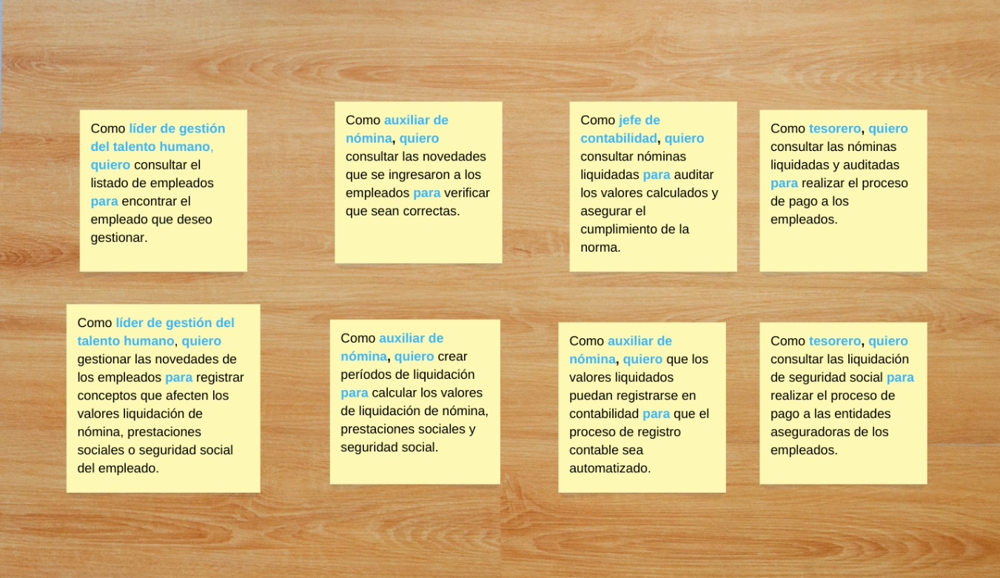 Como líder de gestión
del talento humano,
quiero consultar el
listado de empleados
para encontrar el
empleado que deseo
gestionar.
Como auxiliar de
nómina, quiero
consultar las novedades
que se ingresaron a los
empleados para verificar
que sean correctas.
Como jefe de
contabilidad, quiero
consultar nóminas
liquidadas para auditar
los valores calculados y
asegurar el
cumplimiento de la
norma.
Como tesorero, quiero
consultar las nóminas
liquidadas y auditadas
para realizar el proceso
de pago a los
empleados.
Como líder de gestión del
talento humano, quiero
gestionar las novedades de
los empleados para registrar
conceptos que afecten los
valores liquidación de
nómina, prestaciones
sociales o seguridad social
del empleado.
Como auxiliar de
nómina, quiero crear
períodos de liquidación
para calcular los valores
de liquidación de nómina,
prestaciones sociales y
seguridad social.
Como auxiliar de
nómina, quiero que los
valores liquidados
puedan registrarse en
contabilidad para que el
proceso de registro
contable sea
automatizado.
Como tesorero, quiero
consultar las liquidación
de seguridad social para
realizar el proceso de
pago a las entidades
aseguradoras de los
empleados.